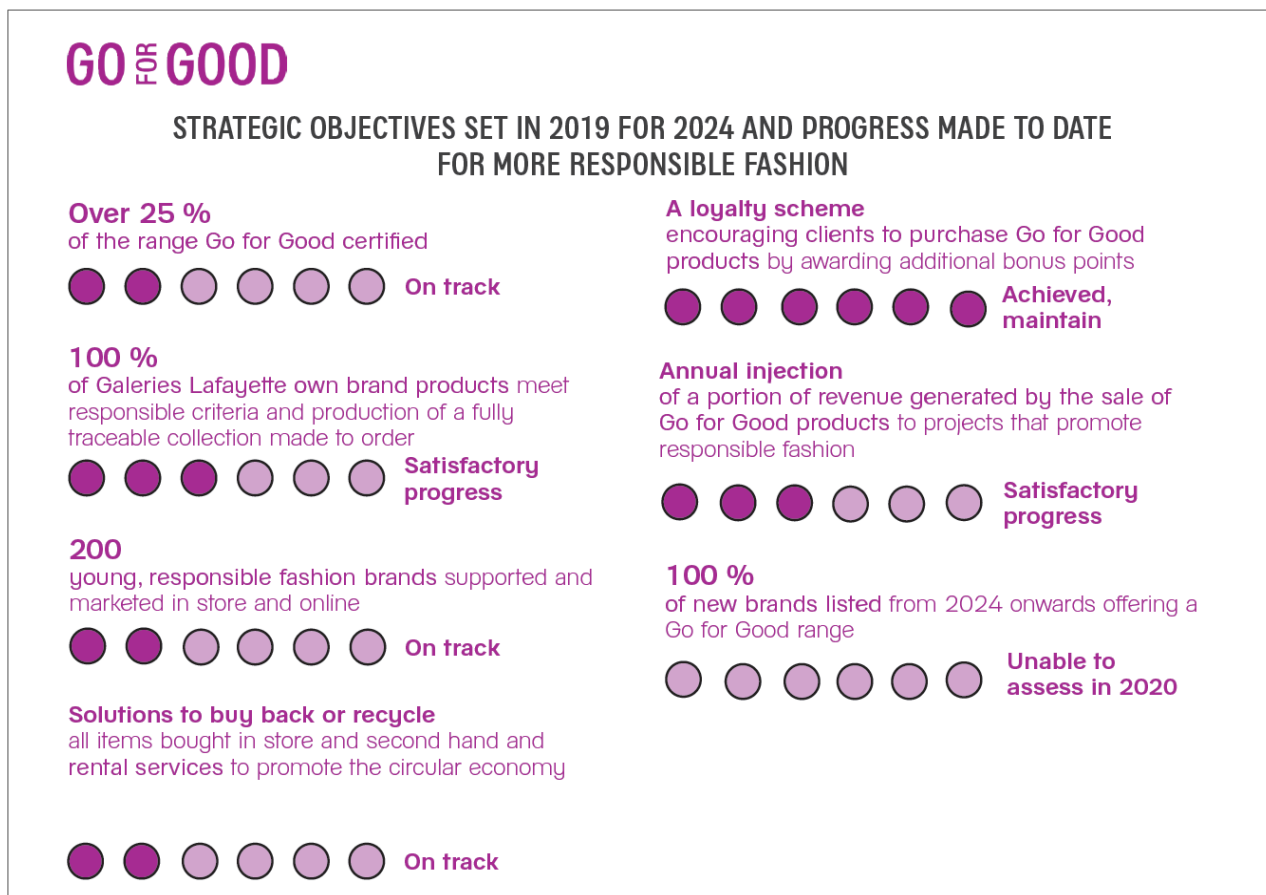 GO FOR GOOD
STRATEGIC OBJECTIVES SET IN 2019 FOR 2024 AND PROGRESS MADE TO DATE
FOR MORE RESPONSIBLE FASHION
Over 25 %
of the range Go for Good certified
On track
100 %
of Galeries Lafayette own brand products meet
responsible criteria and production of a fully
traceable collection made to order
Satisfactory
progress
200
young, responsible fashion brands supported and
marketed in store and online
On track
Solutions to buy back or recycle
all items bought in store and second hand and
rental services to promote the circular economy
On track
A loyalty scheme
encouraging clients to purchase Go for Good
products by awarding additional bonus points
Achieved,
maintain
Annual injection
of a portion of revenue generated by the sale of
Go for Good products to projects that promote
responsible fashion
Satisfactory
progress
100 %
of new brands listed from 2024 onwards offering a
Go for Good range
Unable to
assess in 2020